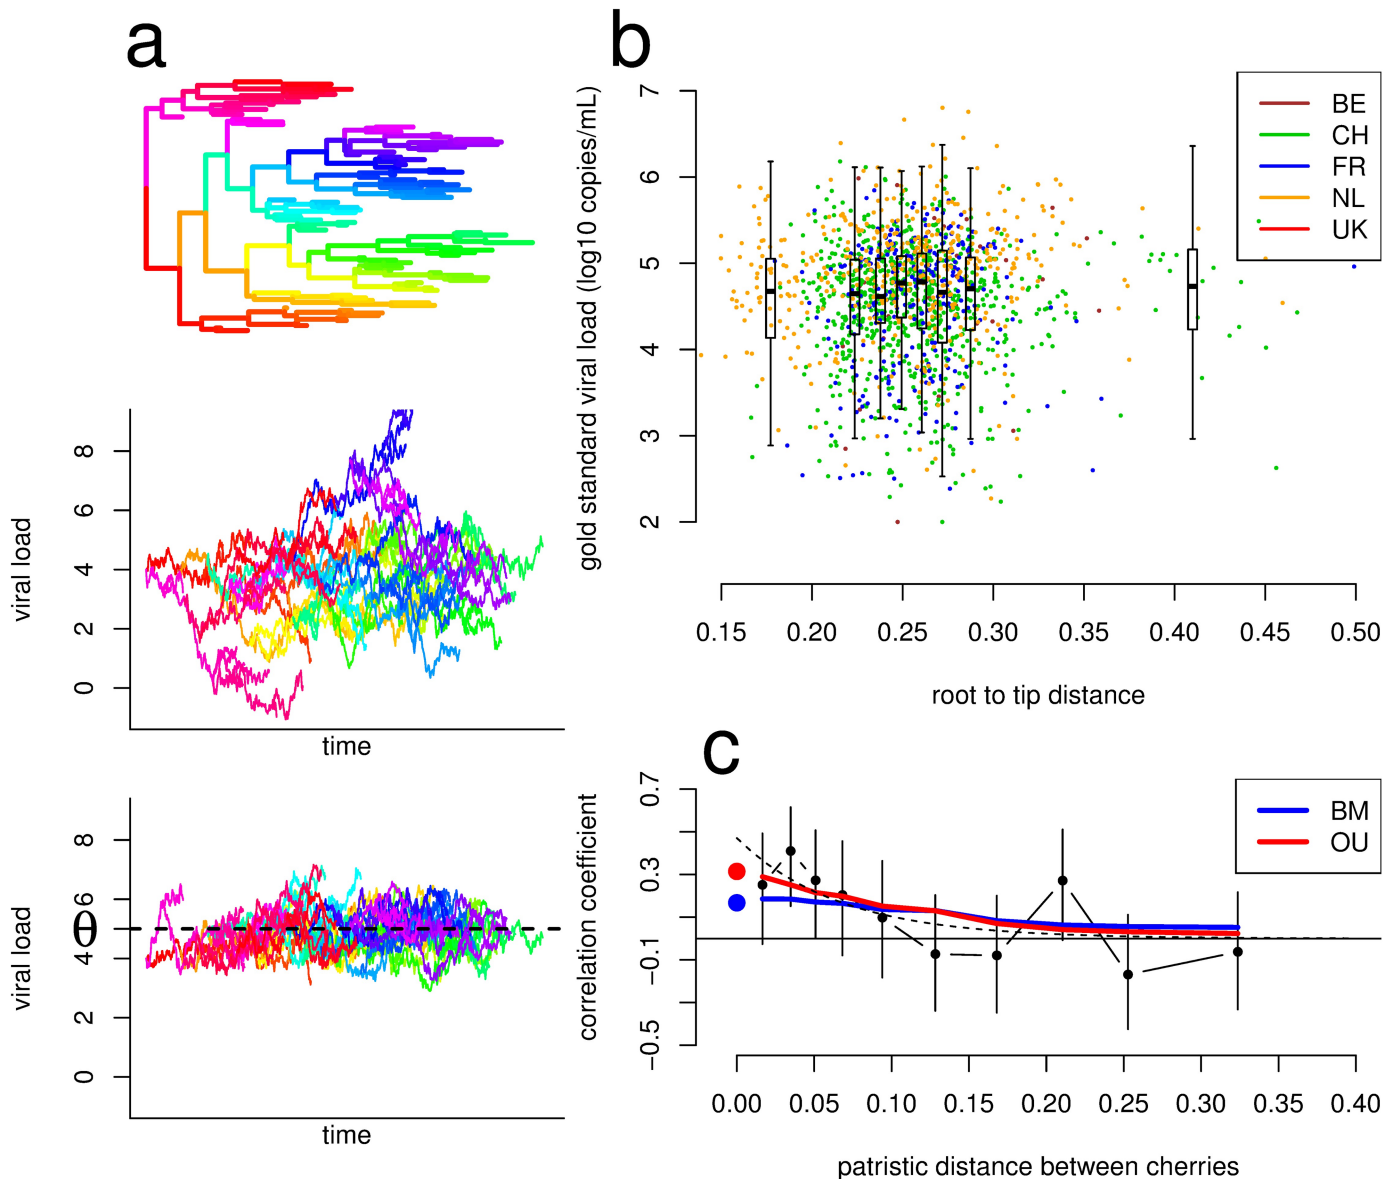 a
viral load
8
6
4
2
0
time
viral load
8
6
θ
4
2
0
time
b
gold standard viral load (log10 copies/mL)
7
6
5
4
3
2
BE
CH
FR
NL
UK
0.15 0.20 0.25 0.30 0.35 0.40 0.45 0.50
root to tip distance
c
correlation coefficient
0.7
0.3
−0.1
−0.5
BM
OU
0.00 0.05 0.10 0.15 0.20 0.25 0.30 0.35 0.40
patristic distance between cherries